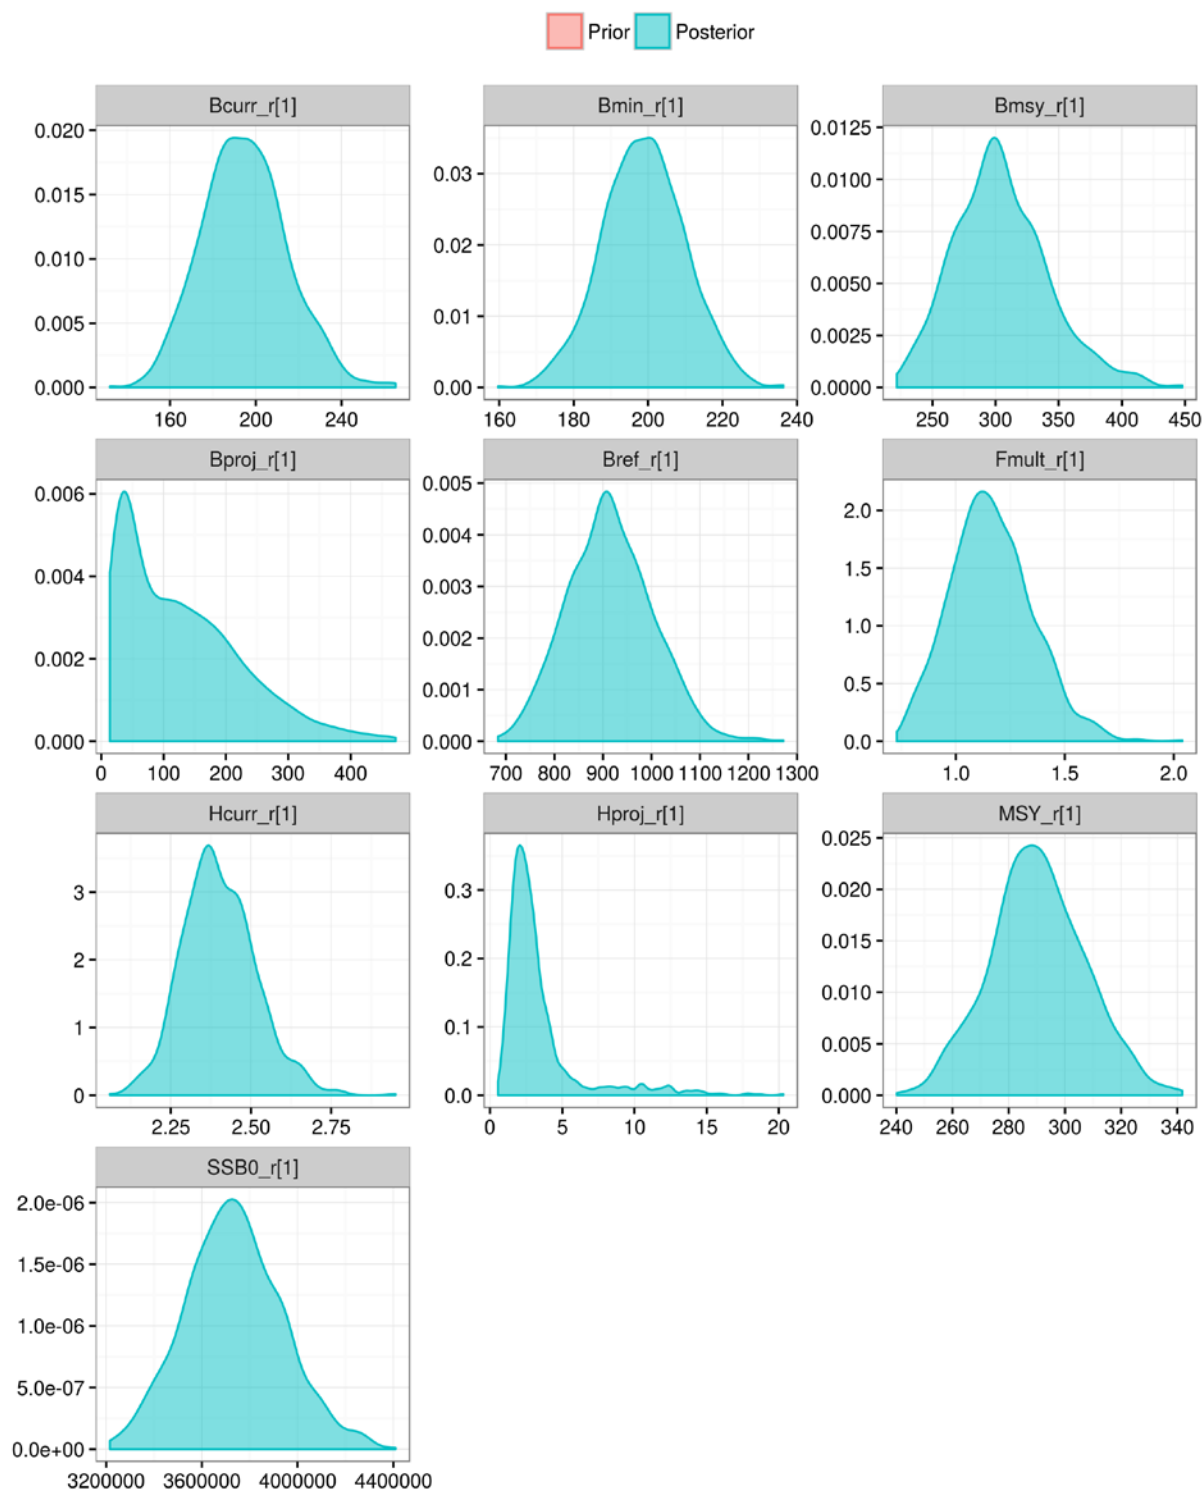 Prior Posterior
Bcurr_r[1] Bmin_r[1] Bmsy_r[1]
0.020
0.015
0.010
0.005
0.000
160 200 240
0.03
0.02
0.01
0.00
160 180 200 220 240
0.0125
0.0100
0.0075
0.0050
0.0025
0.0000
250 300 350 400 450
Bproj_r[1] Bref_r[1] Fmult_r[1]
0.006
0.004
0.002
0.000
0 100 200 300 400
0.005
0.004
0.003
0.002
0.001
0.000
700 800 900 1000 1100 1200 1300
2.0
1.5
1.0
0.5
0.0
1.0 1.5 2.0
Hcurr_r[1] Hproj_r[1] MSY_r[1]
3
2
1
0
2.25 2.50 2.75
0.3
0.2
0.1
0.0
0 5 10 15 20
0.025
0.020
0.015
0.010
0.005
0.000
240 260 280 300 320 340
SSB0_r[1]
2.0e-06
1.5e-06
1.0e-06
5.0e-07
0.0e+00
3200000 3600000 4000000 4400000